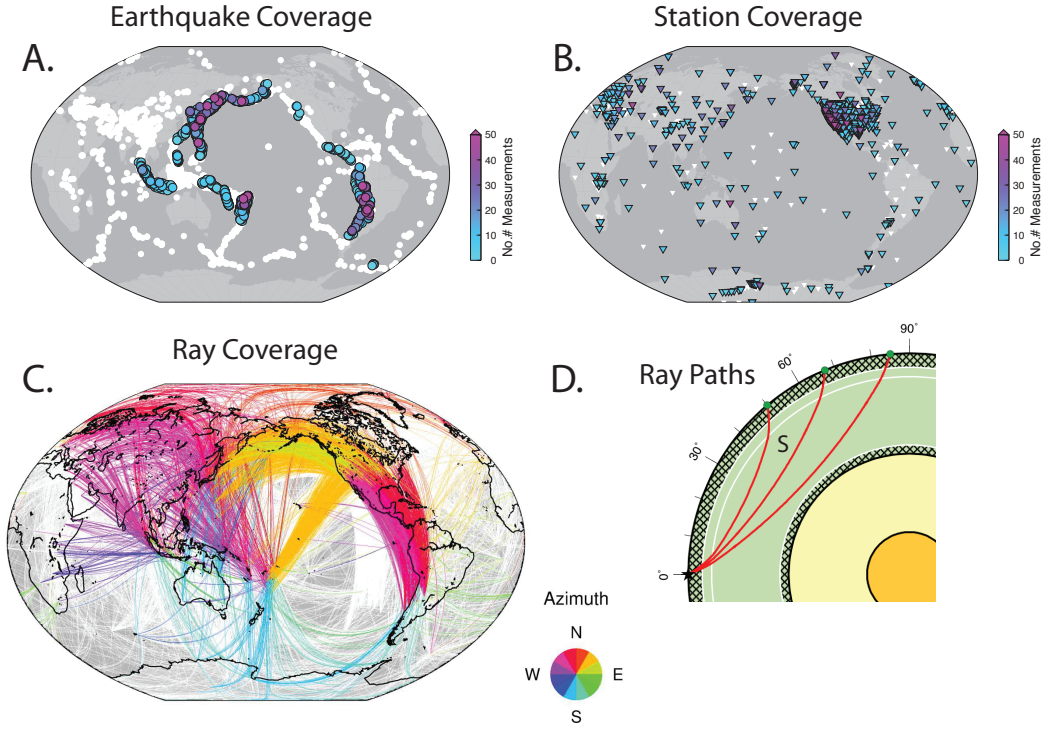 Earthquake Coverage
Station Coverage
A.
B.
50
40
30
20
10
0
No.# Measurements
50
40
30
20
10
0
No.# Measurements
Ray Coverage
C.
D.
Ray Paths
90°
60°
30°
0°
S
Azimuth
N
W
E
S